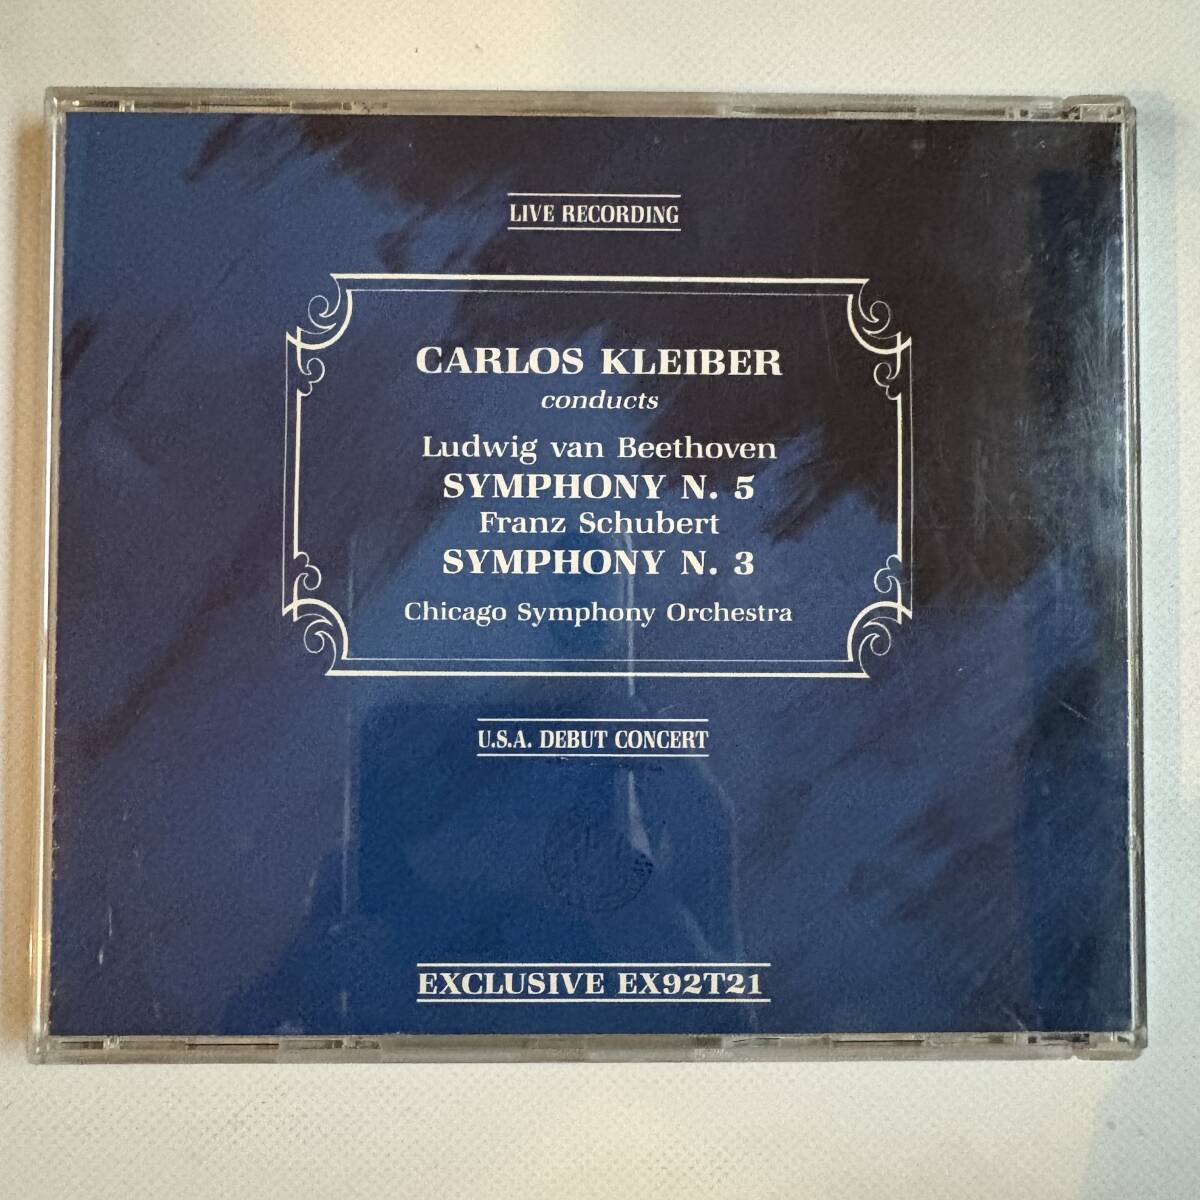 LIVE RECORDING
CARLOS KLEIBER
conducts
Ludwig van Beethoven
SYMPHONY N. 5
Franz Schubert
SYMPHONY N. 3
Chicago Symphony Orchestra
U.S.A. DEBUT CONCERT
EXCLUSIVE EX92T21